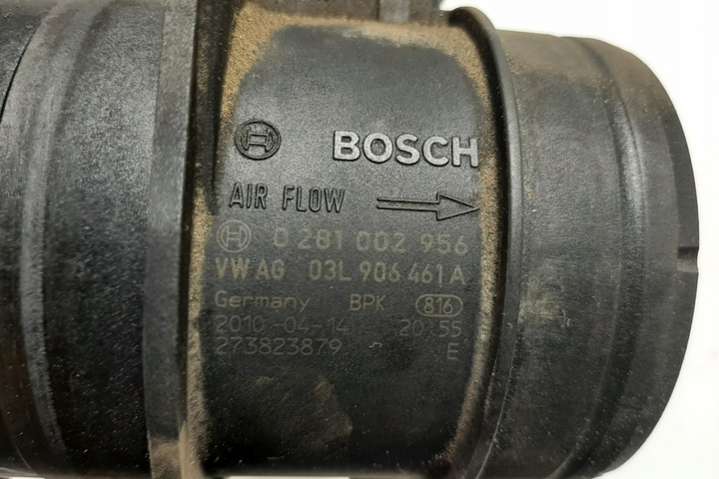 BOSCH
AIR FLOW
0 281 002 956
VW AG 03L 906 461 A
Germany BPK 816
2010-04-14 20:55
273823879 E